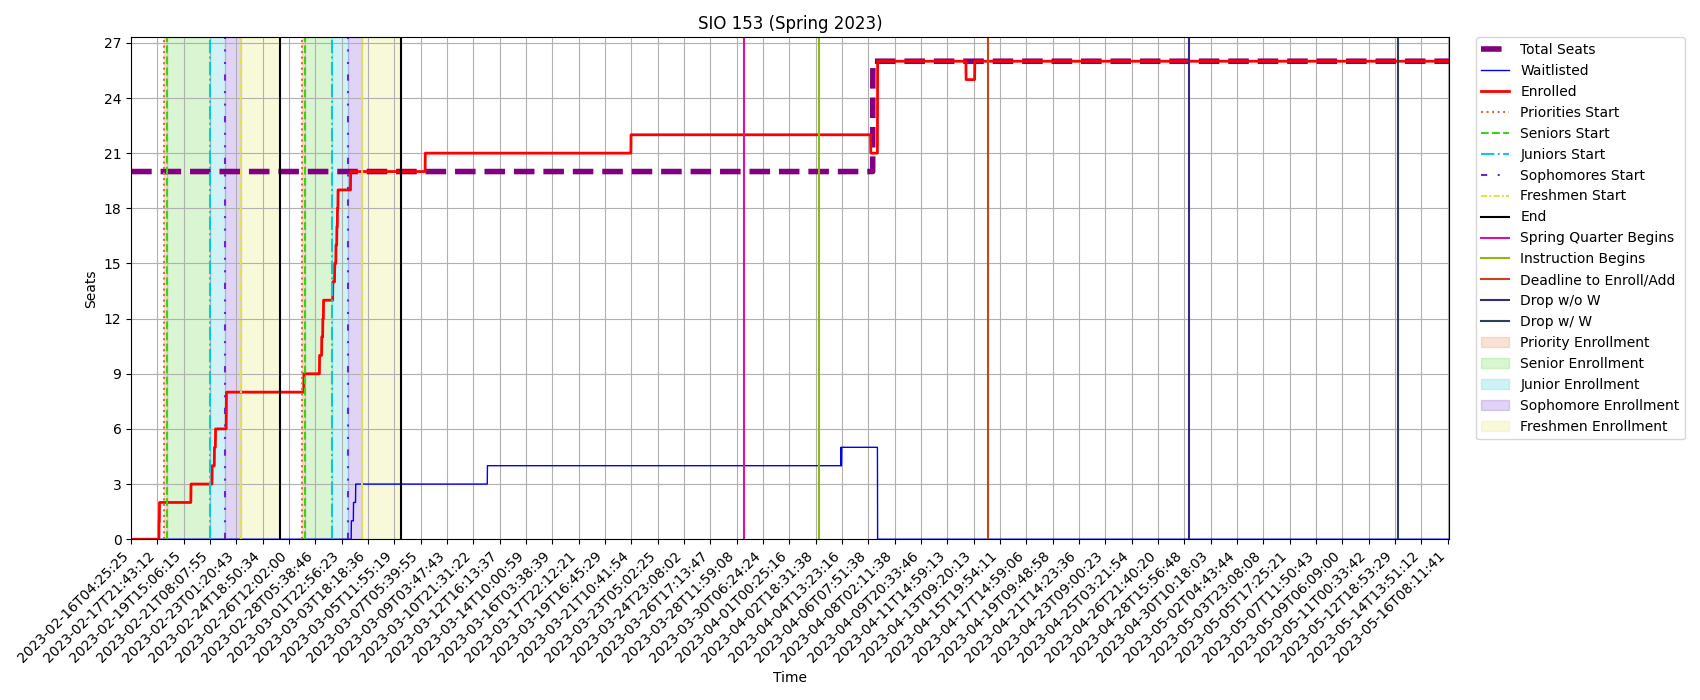 SIO 153 (Spring 2023)
27
24
21
18
15
12
9
6
3
0
Seats
2023-02-16T04:25:25
2023-02-17T21:43:12
2023-02-19T15:06:15
2023-02-21T08:07:55
2023-02-23T01:20:43
2023-02-24T18:50:34
2023-02-26T12:02:00
2023-02-28T05:38:46
2023-03-01T22:56:23
2023-03-03T18:18:36
2023-03-05T11:55:19
2023-03-07T05:39:55
2023-03-09T03:47:43
2023-03-10T21:31:22
2023-03-12T16:13:37
2023-03-14T10:00:59
2023-03-16T03:38:39
2023-03-17T22:12:21
2023-03-19T16:45:29
2023-03-21T10:41:54
2023-03-23T05:02:25
2023-03-24T23:08:02
2023-03-26T17:13:47
2023-03-28T11:59:08
2023-03-30T06:24:24
2023-04-01T00:25:16
2023-04-02T18:31:38
2023-04-04T13:23:16
2023-04-06T07:51:38
2023-04-08T02:11:38
2023-04-09T20:33:46
2023-04-11T14:59:13
2023-04-13T09:20:13
2023-04-15T19:54:11
2023-04-17T14:59:06
2023-04-19T09:48:58
2023-04-21T14:23:36
2023-04-23T09:00:23
2023-04-25T03:21:54
2023-04-26T21:40:20
2023-04-28T15:56:48
2023-04-30T10:18:03
2023-05-02T04:43:44
2023-05-03T23:08:08
2023-05-05T17:25:21
2023-05-07T11:50:43
2023-05-09T06:09:00
2023-05-11T00:33:42
2023-05-12T18:53:29
2023-05-14T13:51:12
2023-05-16T08:11:41
Time
Total Seats
Waitlisted
Enrolled
Priorities Start
Seniors Start
Juniors Start
Sophomores Start
Freshmen Start
End
Spring Quarter Begins
Instruction Begins
Deadline to Enroll/Add
Drop w/o W
Drop w/ W
Priority Enrollment
Senior Enrollment
Junior Enrollment
Sophomore Enrollment
Freshmen Enrollment